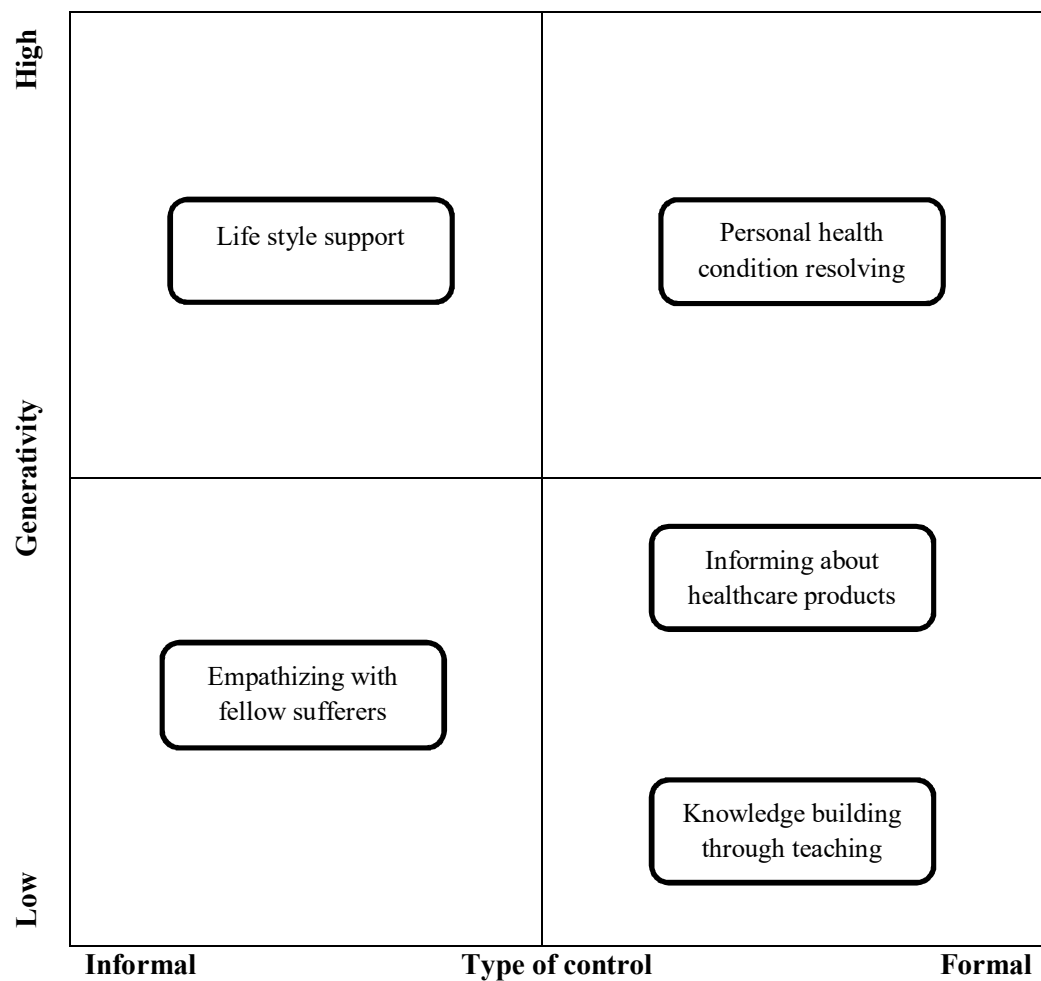 High
Life style support
Personal health
condition resolving
Generativity
Informing about
healthcare products
Empathizing with
fellow sufferers
Knowledge building
through teaching
Low
Informal
Type of control
Formal